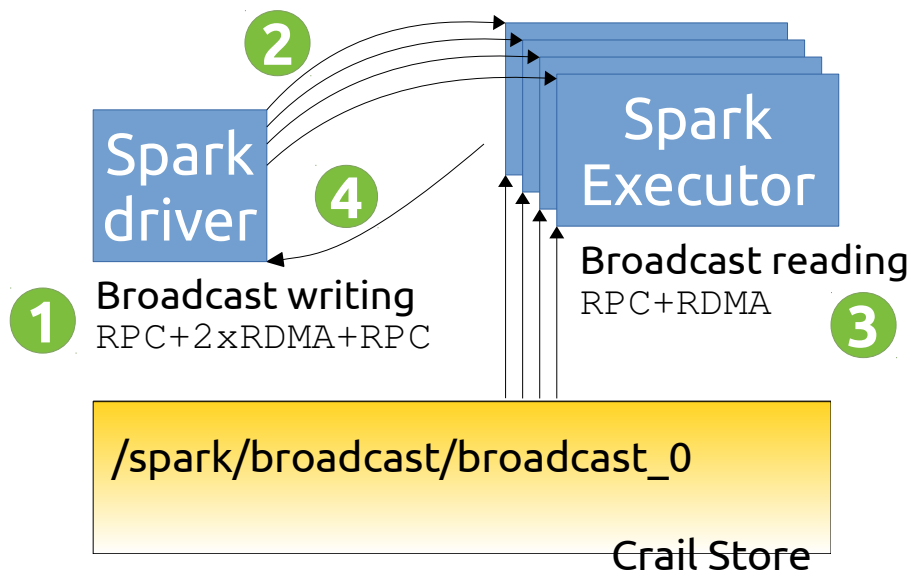 2
Spark
driver
4
Spark
Executor
1
Broadcast writing
RPC+2xRDMA+RPC
Broadcast reading
RPC+RDMA
3
/spark/broadcast/broadcast_0
Crail Store